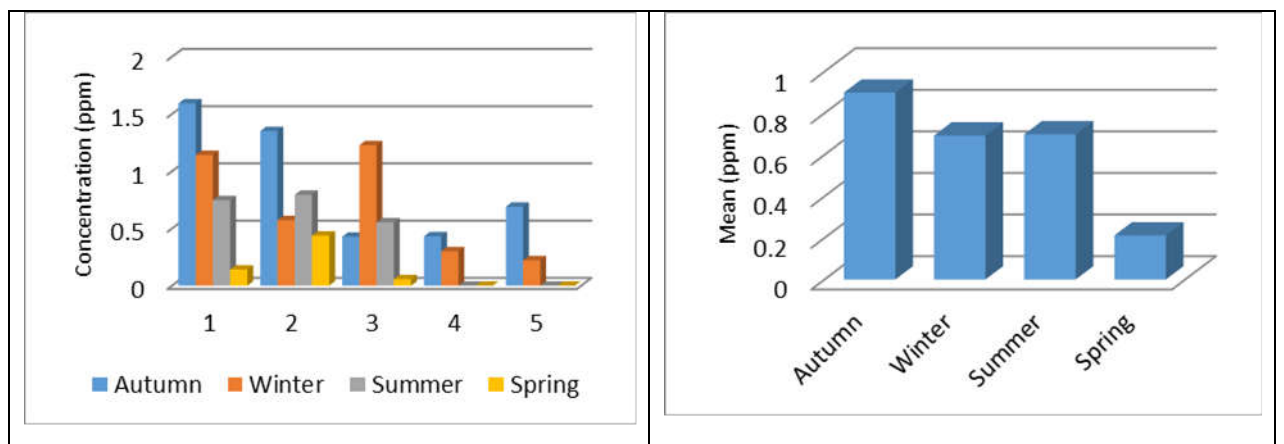 Concentration (ppm)
2
1.5
1
0.5
0
1 2 3 4 5
Autumn Winter Summer Spring
Mean (ppm)
1
0.8
0.6
0.4
0.2
0
Autumn
Winter
Summer
Spring